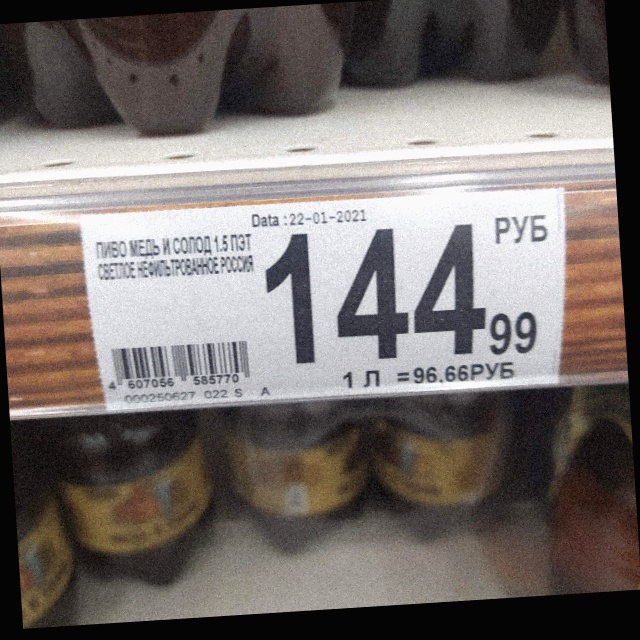 Data :22-01-2021
ПИВО МЕДЬ И СОЛОД 1.5 ПЭТ
СВЕТЛОЕ НЕФИЛЬТРОВАННОЕ РОССИЯ
144 99 РУБ
1 Л =96.66РУБ
4 607066 585770
000250627 022 S A